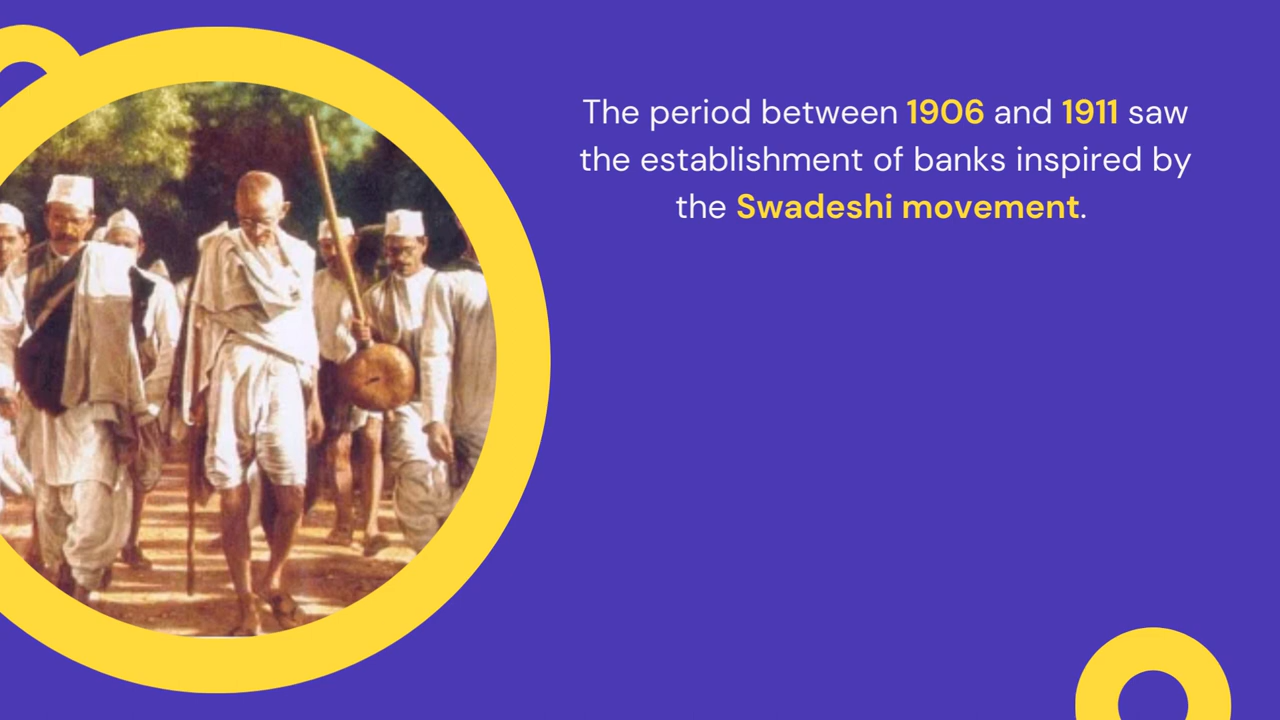 The period between 1906 and 1911 saw
the establishment of banks inspired by
the Swadeshi movement.